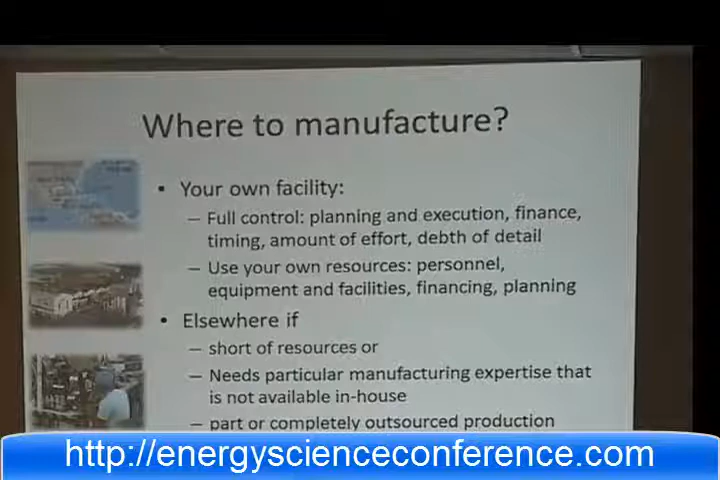 Where to manufacture?
• Your own facility:
– Full control: planning and execution, finance,
timing, amount of effort, debth of detail
– Use your own resources: personnel,
equipment and facilities, financing, planning
• Elsewhere if
– short of resources or
– Needs particular manufacturing expertise that
is not available in-house
– part or completely outsourced production
http://energyscienceconference.com